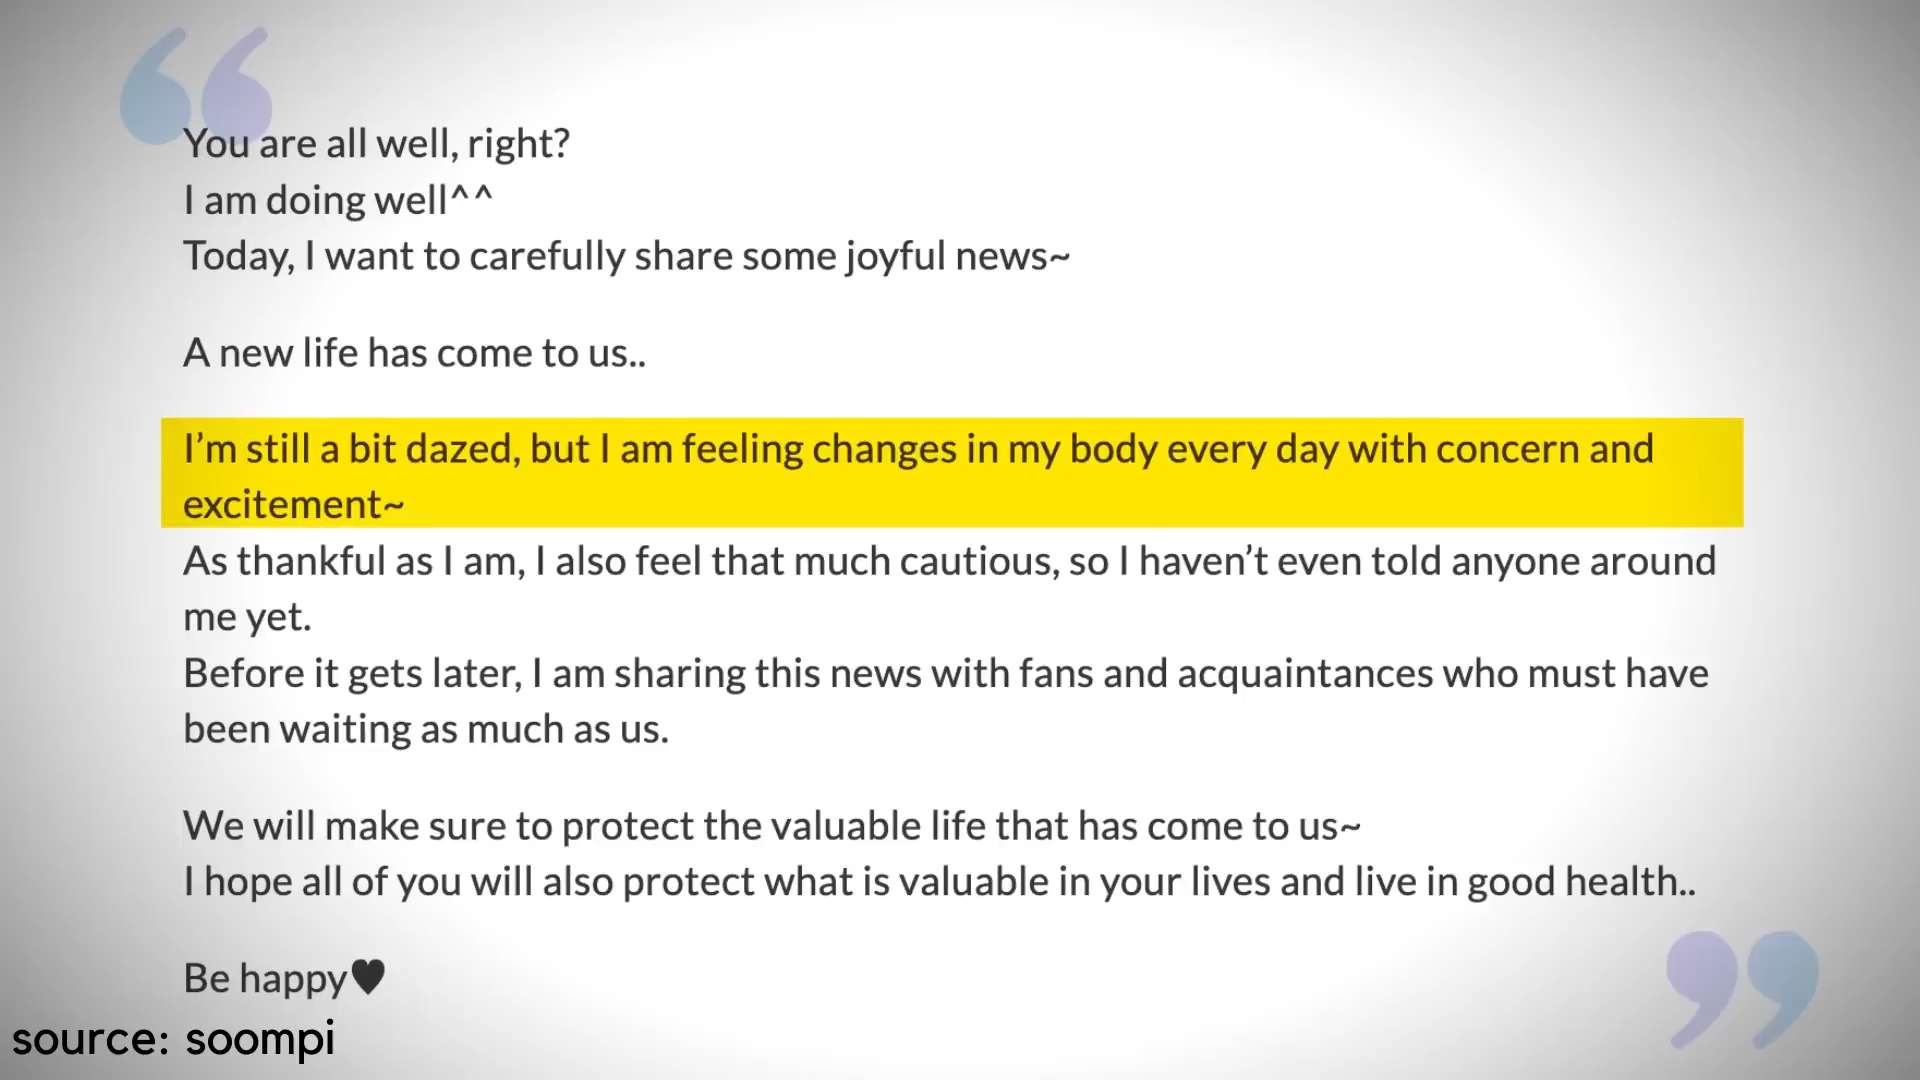 You are all well, right?
I am doing well^^
Today, I want to carefully share some joyful news~
A new life has come to us..
I’m still a bit dazed, but I am feeling changes in my body every day with concern and
excitement~
As thankful as I am, I also feel that much cautious, so I haven’t even told anyone around
me yet.
Before it gets later, I am sharing this news with fans and acquaintances who must have
been waiting as much as us.
We will make sure to protect the valuable life that has come to us~
I hope all of you will also protect what is valuable in your lives and live in good health..
Be happy♥
source: soompi